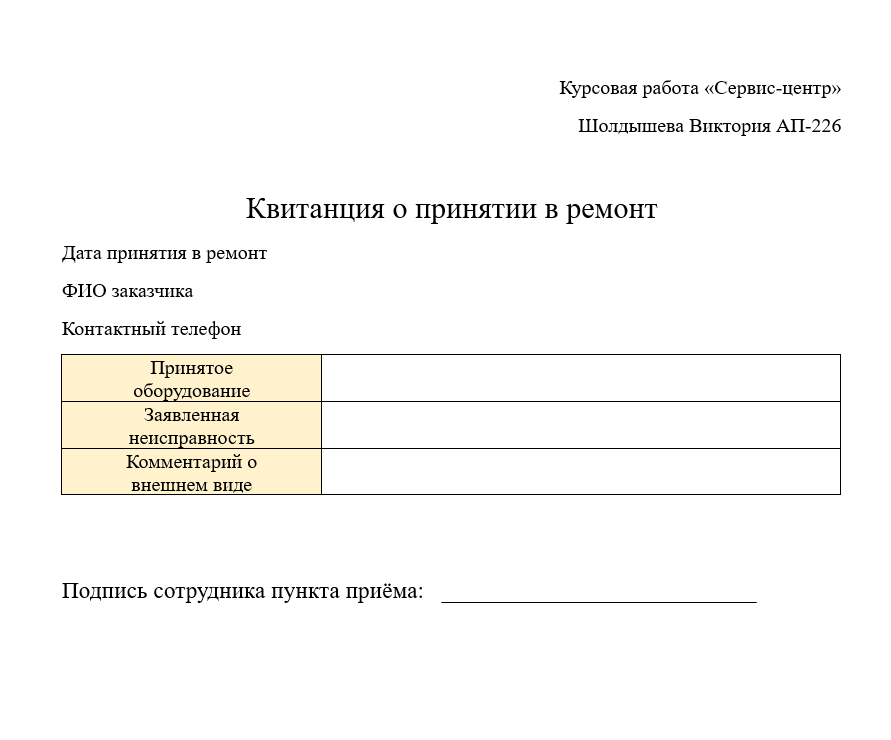 Курсовая работа «Сервис-центр»
Шолдышева Виктория АП-226
Квитанция о принятии в ремонт
Дата принятия в ремонт
ФИО заказчика
Контактный телефон
Принятое
оборудование
Заявленная
неисправность
Комментарий о
внешнем виде
Подпись сотрудника пункта приёма: